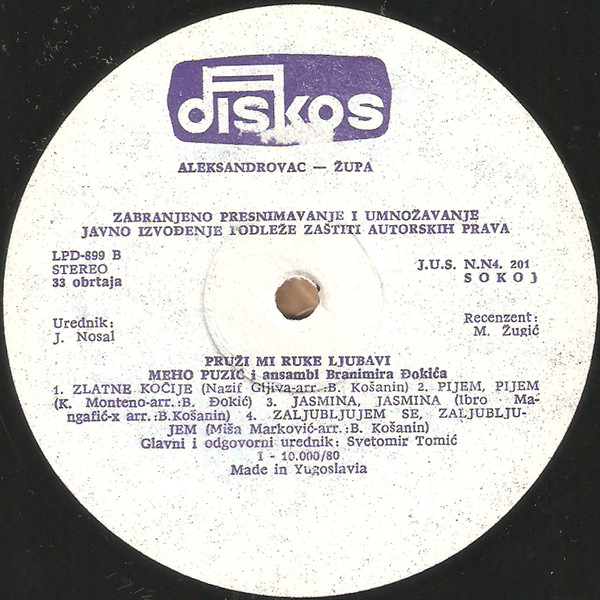 diskos
ALEKSANDROVAC — ŽUPA
ZABRANJENO PRESNIMAVANJE I UMNOŽAVANJE
JAVNO IZVOĐENJE PODLEŽE ZAŠTITI AUTORSKIH PRAVA
LPD-899 B
STEREO
33 obrtaja
J.U.S. N.N4. 201
SOKOJ
Urednik:
J. Nosal
Recenzent:
M. Žugić
PRUŽI MI RUKE LJUBAVI
MEHO PUZIĆ i ansambl Branimira Đokića
1. ZLATNE KOČIJE (Nazif Gljiva-arr.:B. Košanin) 2. PIJEM, PIJEM
(K. Monteno-arr.: B. Đokić) 3. JASMINA, JASMINA (Ibro Ma-
ngafić-x arr.:B.Košanin) 4. ZALJUBLJUJEM SE, ZALJUBLJU-
JEM (Miša Marković-arr.:B. Košanin)
Glavni i odgovorni urednik: Svetomir Tomić
I - 10.000/80
Made in Yugoslavia